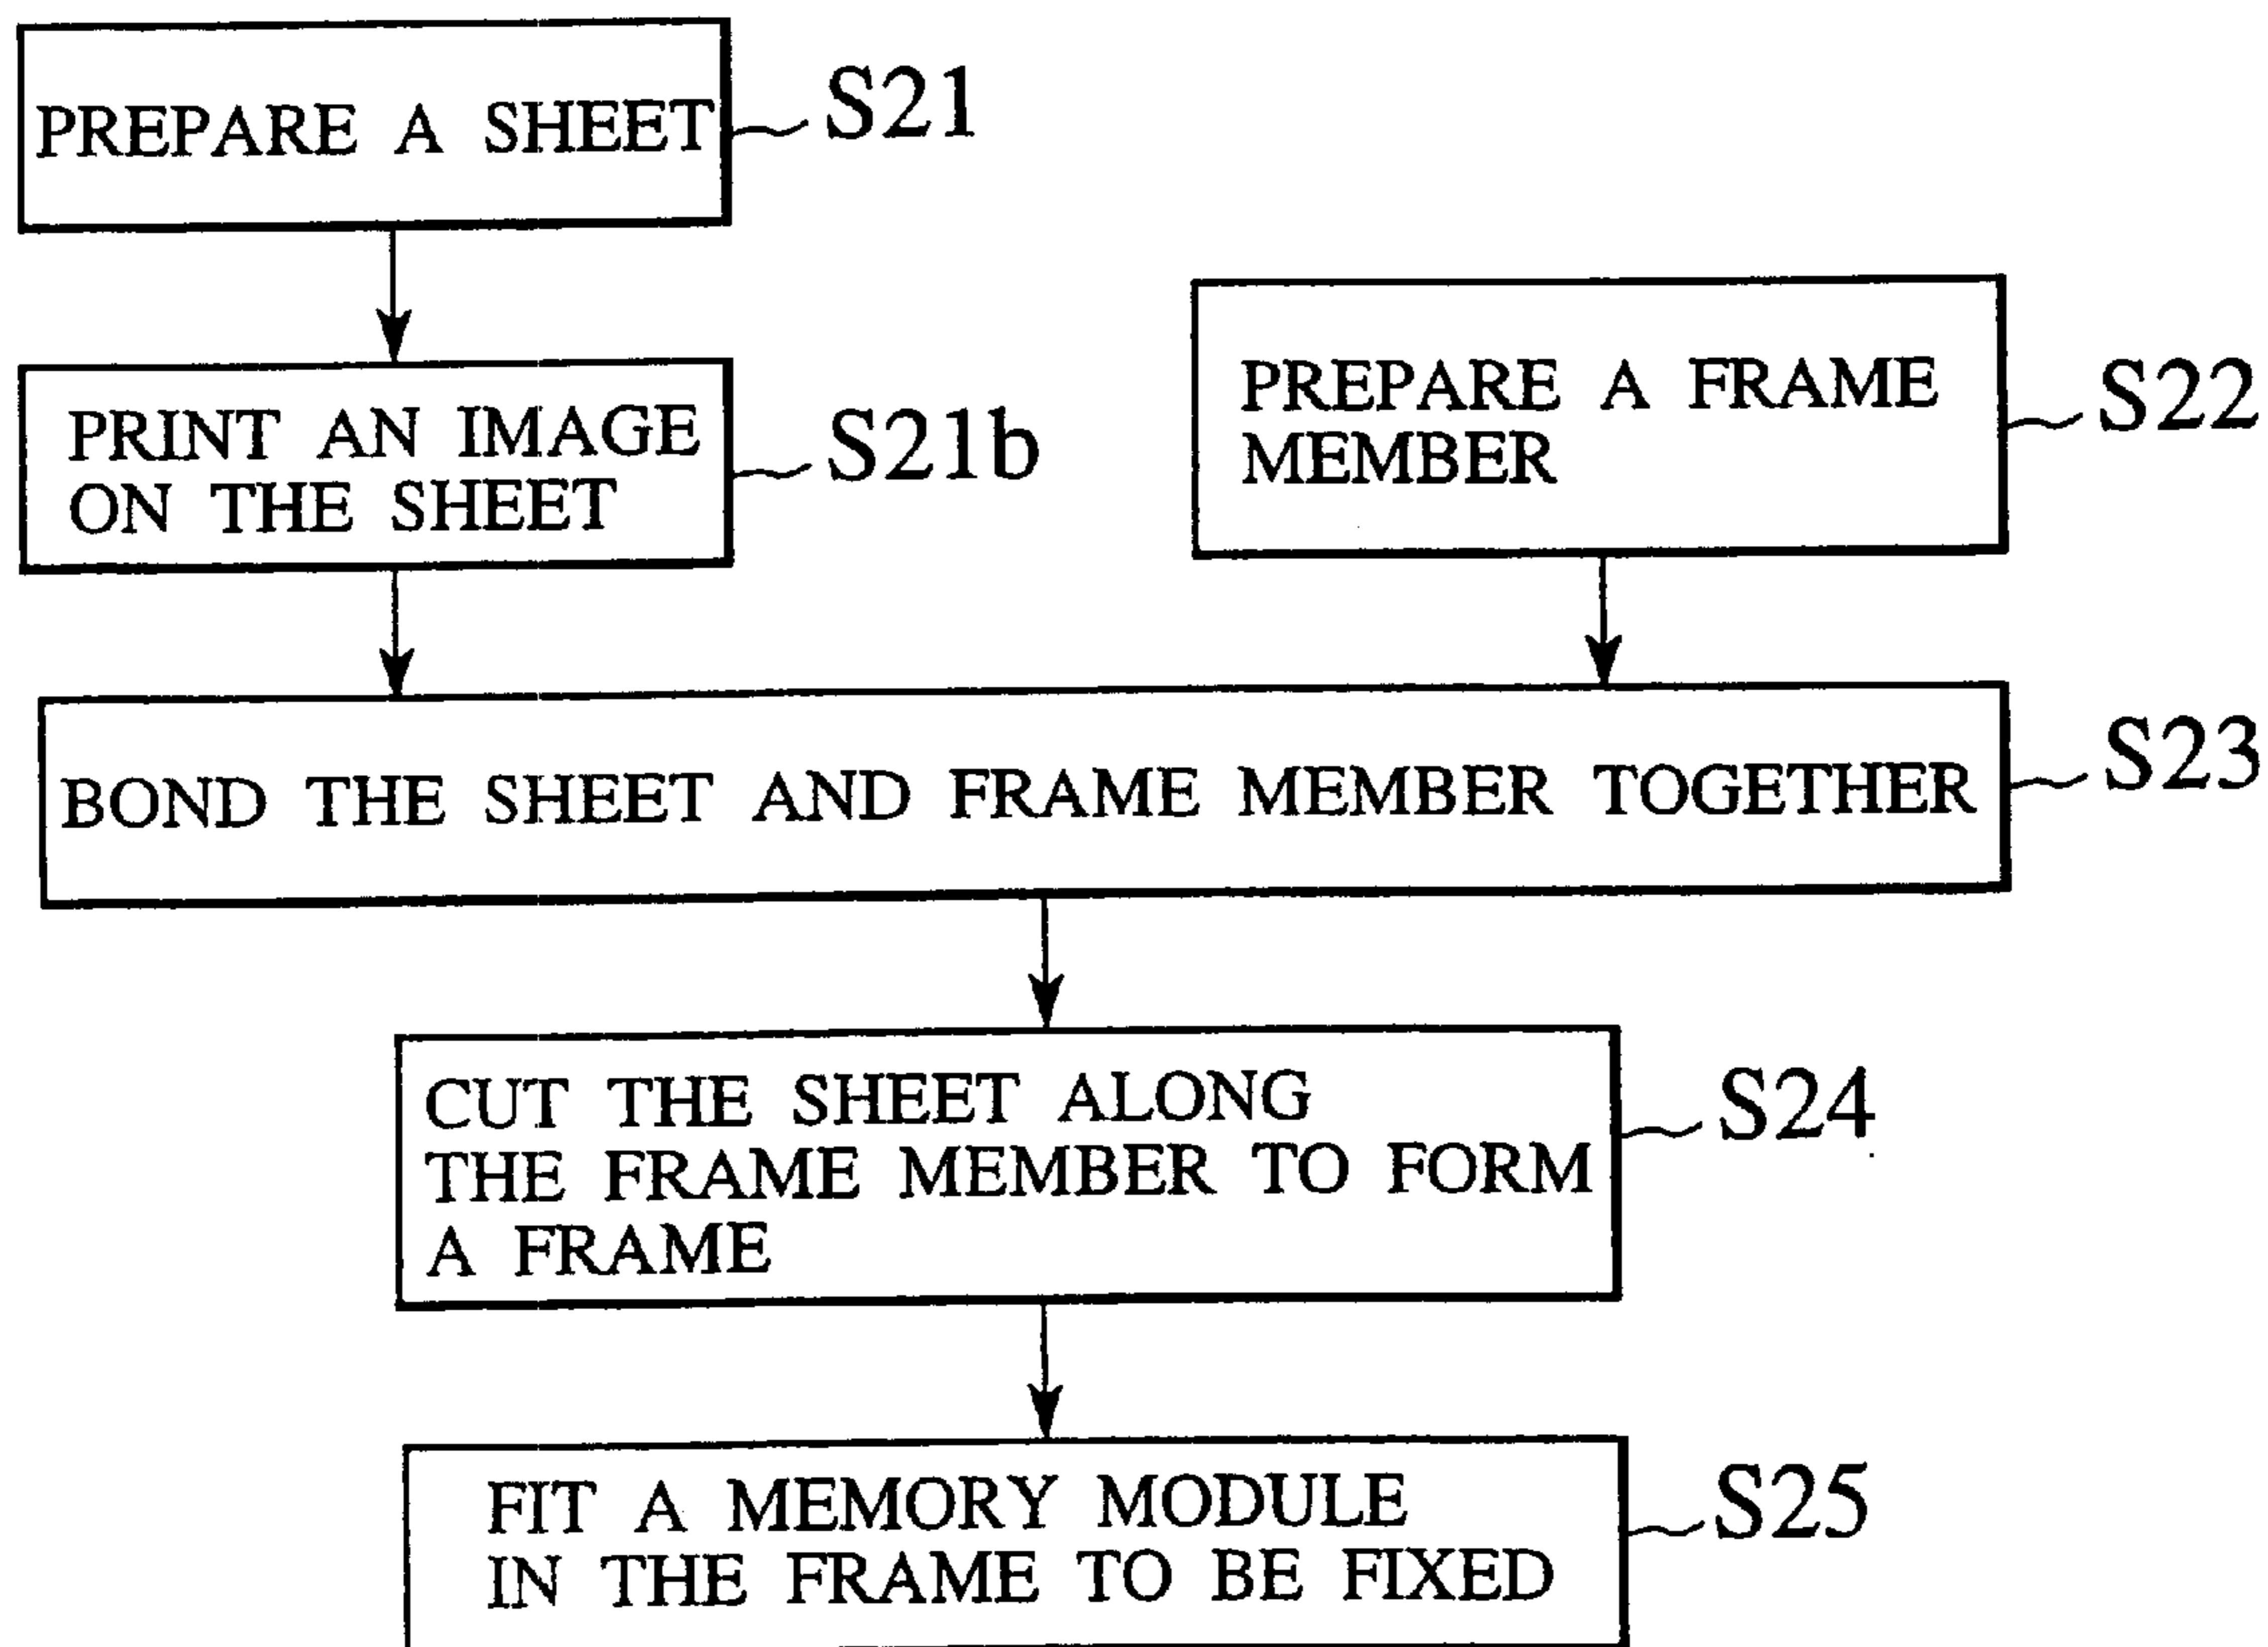 PREPARE A SHEET
S21
PRINT AN IMAGE
ON THE SHEET
S21b
PREPARE A FRAME
MEMBER
S22
BOND THE SHEET AND FRAME MEMBER TOGETHER
S23
CUT THE SHEET ALONG
THE FRAME MEMBER TO FORM
A FRAME
S24
FIT A MEMORY MODULE
IN THE FRAME TO BE FIXED
S25